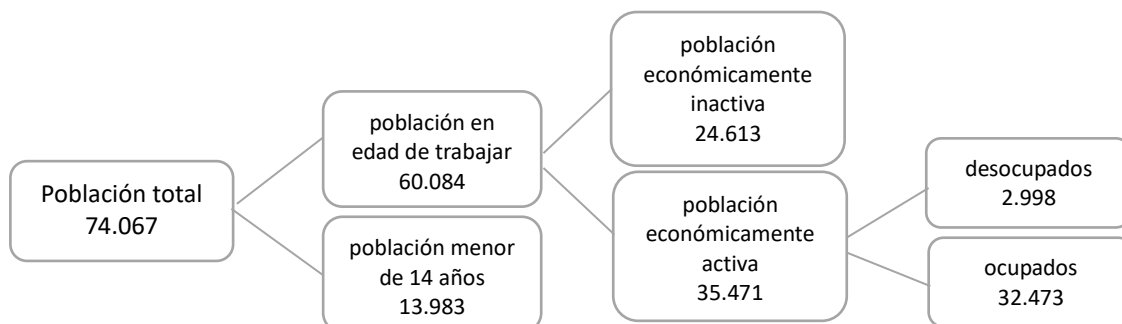 Población total
74.067
población en
edad de trabajar
60.084
población menor
de 14 años
13.983
población
económicamente
inactiva
24.613
población
económicamente
activa
35.471
desocupados
2.998
ocupados
32.473